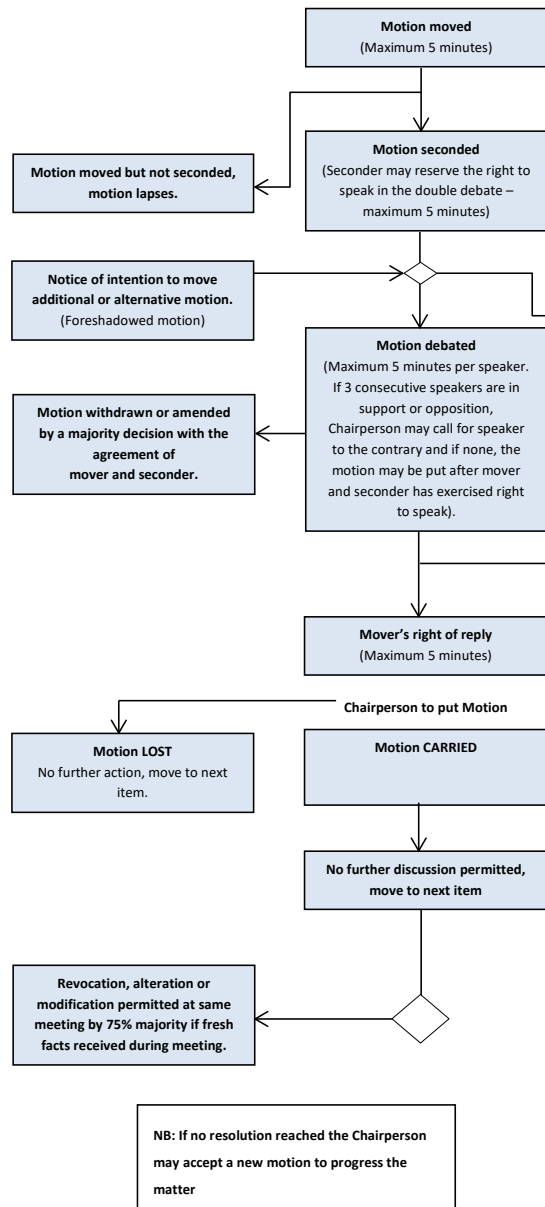 Motion moved
(Maximum 5 minutes)
Motion seconded
(Seconder may reserve the right to
speak in the double debate –
maximum 5 minutes)
Motion moved but not seconded,
motion lapses.
Notice of intention to move
additional or alternative motion.
(Foreshadowed motion)
Motion debated
(Maximum 5 minutes per speaker.
If 3 consecutive speakers are in
support or opposition,
Chairperson may call for speaker
to the contrary and if none, the
motion may be put after mover
and seconder has exercised right
to speak).
Motion withdrawn or amended
by a majority decision with the
agreement of
mover and seconder.
Mover’s right of reply
(Maximum 5 minutes)
Chairperson to put Motion
Motion LOST
No further action, move to next
item.
Motion CARRIED
No further discussion permitted,
move to next item
Revocation, alteration or
modification permitted at same
meeting by 75% majority if fresh
facts received during meeting.
NB: If no resolution reached the Chairperson
may accept a new motion to progress the
matter